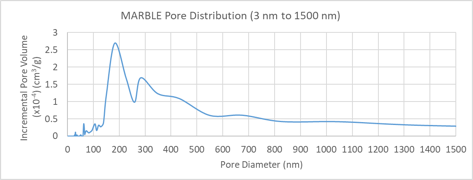 MARBLE Pore Distribution (3 nm to 1500 nm)
Incremental Pore Volume
(x10⁻⁴) (cm³/g)
3
2.5
2
1.5
1
0.5
0
0 100 200 300 400 500 600 700 800 900 1000 1100 1200 1300 1400 1500
Pore Diameter (nm)